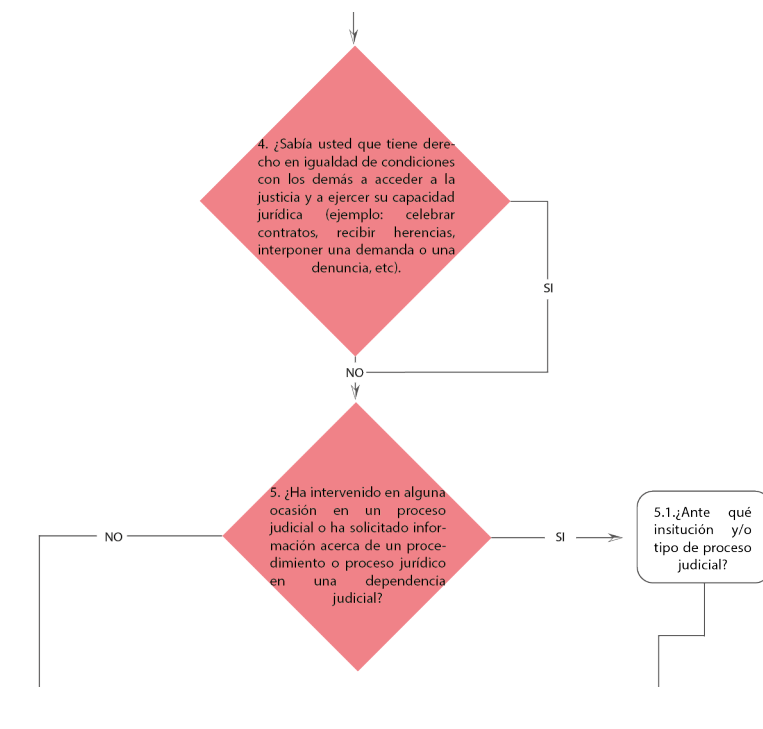 4. ¿Sabía usted que tiene dere-
cho en igualdad de condiciones
con los demás a acceder a la
justicia y a ejercer su capacidad
jurídica (ejemplo: celebrar
contratos, recibir herencias,
interponer una demanda o una
denuncia, etc).
SI
NO
5. ¿Ha intervenido en alguna
ocasión en un proceso
judicial o ha solicitado infor-
mación acerca de un proce-
dimiento o proceso jurídico
en una dependencia
judicial?
NO
SI
5.1.¿Ante qué
insitución y/o
tipo de proceso
judicial?